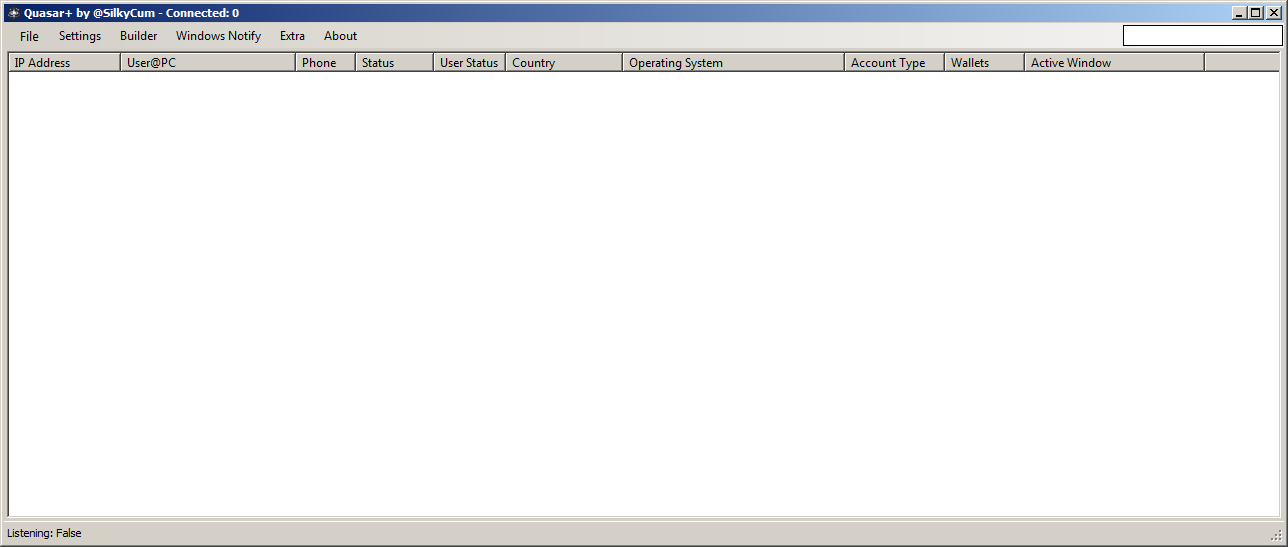 Quasar+ by @SilkyCum - Connected: 0
File Settings Builder Windows Notify Extra About
IP Address User@PC Phone Status User Status Country Operating System Account Type Wallets Active Window
Listening: False